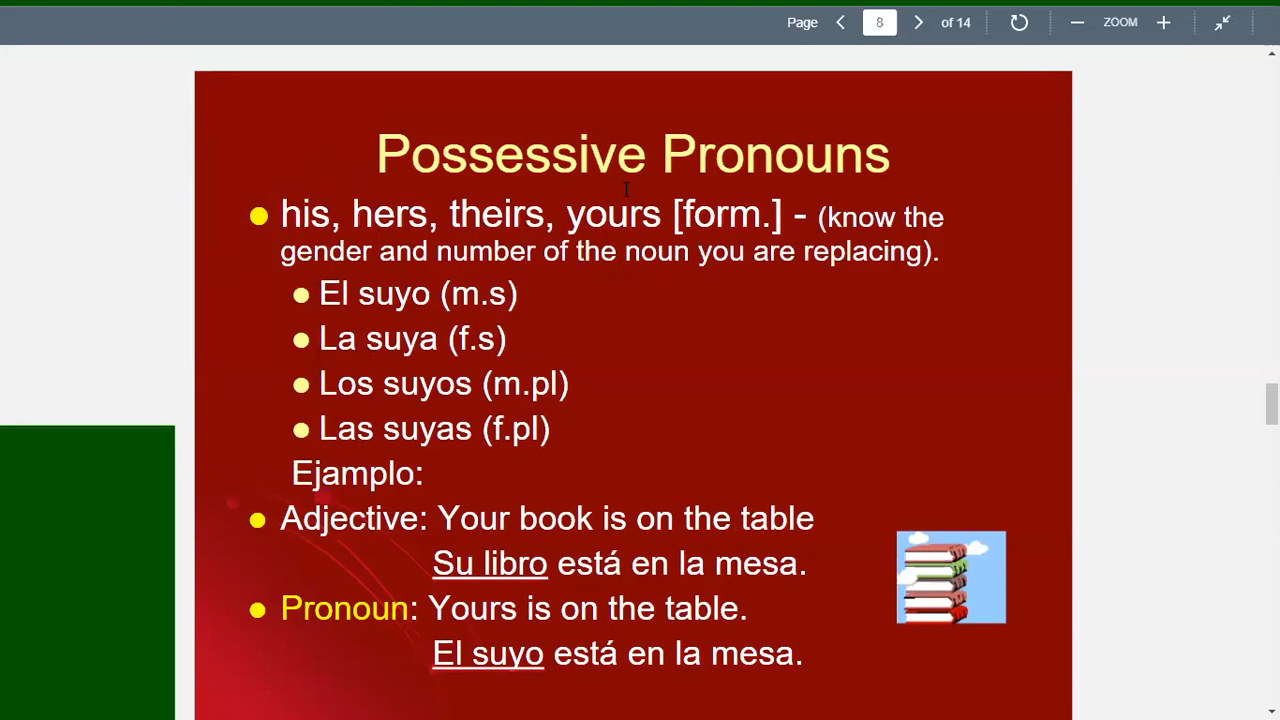 Page 8 of 14 ZOOM
Possessive Pronouns
his, hers, theirs, yours [form.] - (know the
gender and number of the noun you are replacing).
El suyo (m.s)
La suya (f.s)
Los suyos (m.pl)
Las suyas (f.pl)
Ejamplo:
Adjective: Your book is on the table
Su libro está en la mesa.
Pronoun: Yours is on the table.
El suyo está en la mesa.